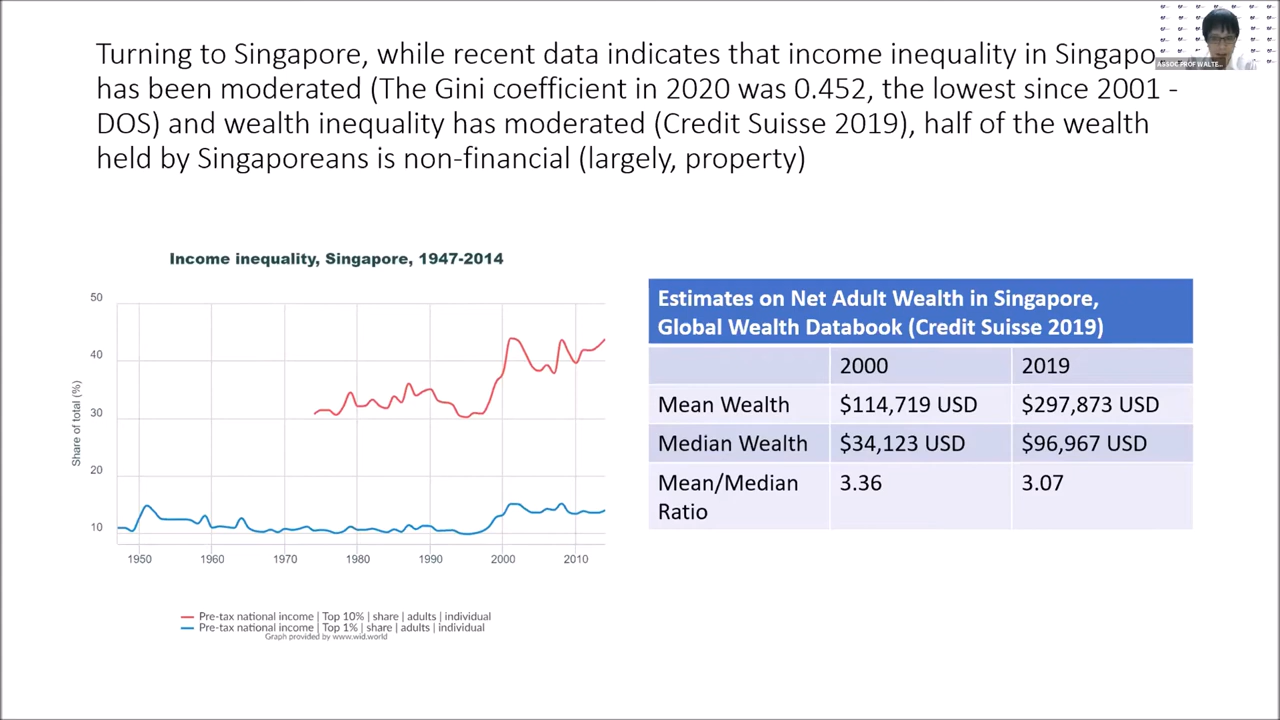 Turning to Singapore, while recent data indicates that income inequality in Singapo
has been moderated (The Gini coefficient in 2020 was 0.452, the lowest since 2001 -
DOS) and wealth inequality has moderated (Credit Suisse 2019), half of the wealth
held by Singaporeans is non-financial (largely, property)
ASSOC PROF WALTE...
Income inequality, Singapore, 1947-2014
50
40
30
20
10
Share of total (%)
1950 1960 1970 1980 1990 2000 2010
Pre-tax national income | Top 10% | share | adults | individual
Pre-tax national income | Top 1% | share | adults | individual
Graph provided by www.wid.world
Estimates on Net Adult Wealth in Singapore,
Global Wealth Databook (Credit Suisse 2019)
2000 2019
Mean Wealth $114,719 USD $297,873 USD
Median Wealth $34,123 USD $96,967 USD
Mean/Median 3.36 3.07
Ratio